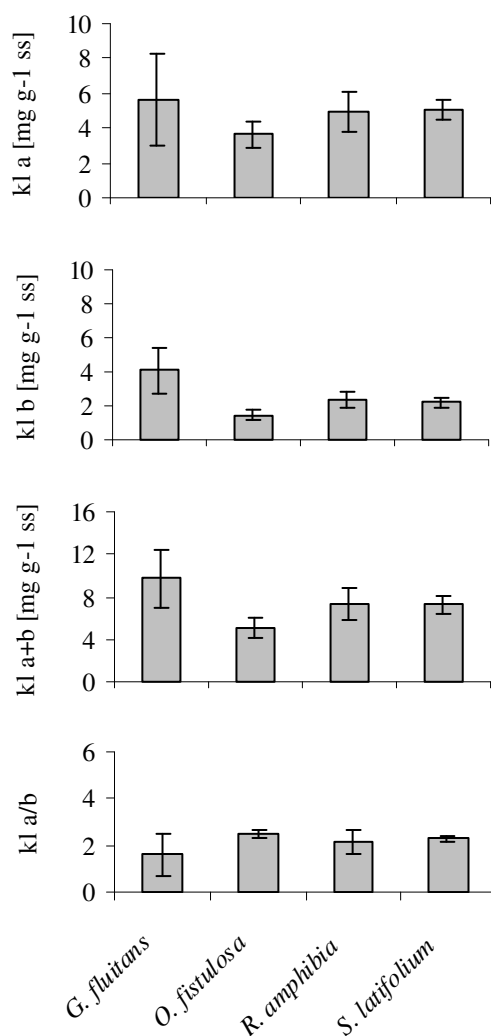 kl a [mg g-1 ss]
10
8
6
4
2
0
kl b [mg g-1 ss]
10
8
6
4
2
0
kl a+b [mg g-1 ss]
16
12
8
4
0
kl a/b
6
4
2
0
G. fluitans
O. fistulosa
R. amphibia
S. latifolium